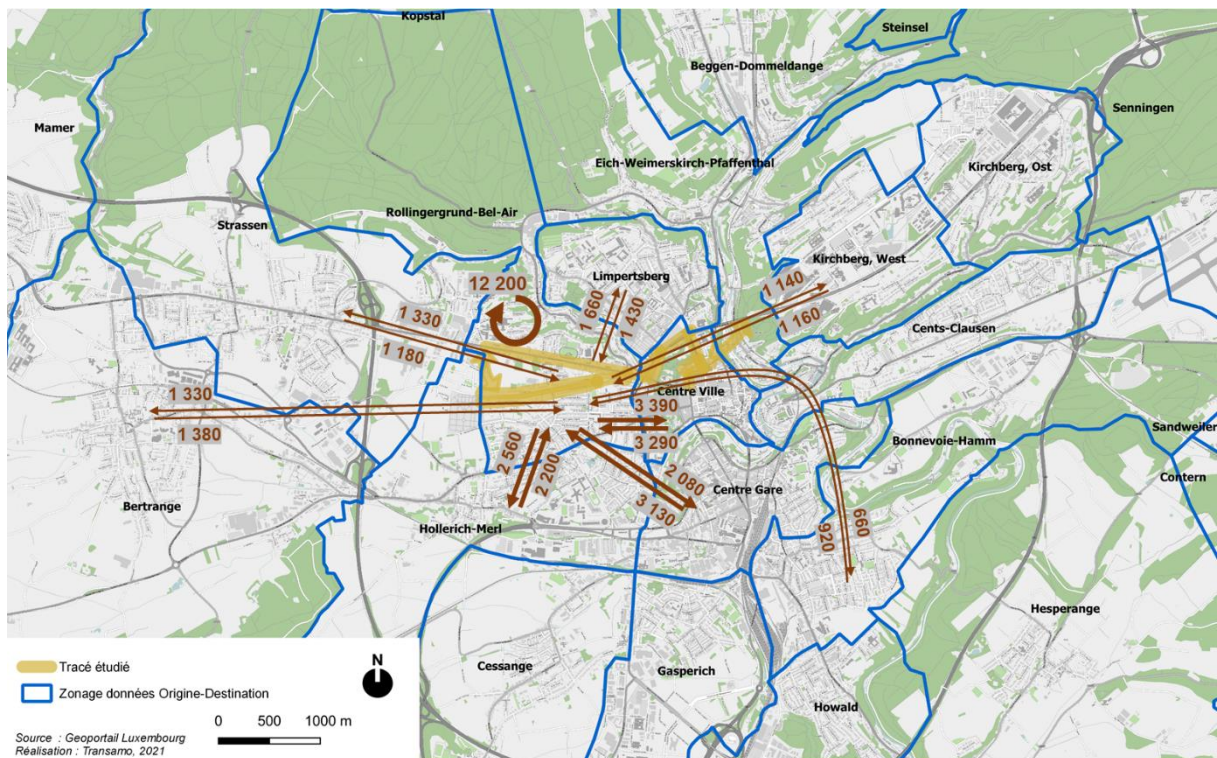 Kopstal
Steinsel
Beggen-Dommeldange
Senningen
Mamer
Eich-Weimerskirch-Pfaffenthal
Kirchberg, Ost
Rollingergrund-Bel-Air
Strassen
Limpertsberg
Kirchberg, West
12 200
1 140
1 660
1 430
1 330
1 160
Cents-Clausen
1 180
Centre Ville
1 330
3 390
1 380
3 290
Bonnevoie-Hamm
Sandweiler
2 560
2 200
2 080
Contern
Centre Gare
3 130
Bertrange
Hollerich-Merl
920
660
Hesperange
Cessange
Gasperich
Howald
Tracé étudié
Zonage données Origine-Destination
N
0 500 1000 m
Source : Geoportail Luxembourg
Réalisation : Transamo, 2021